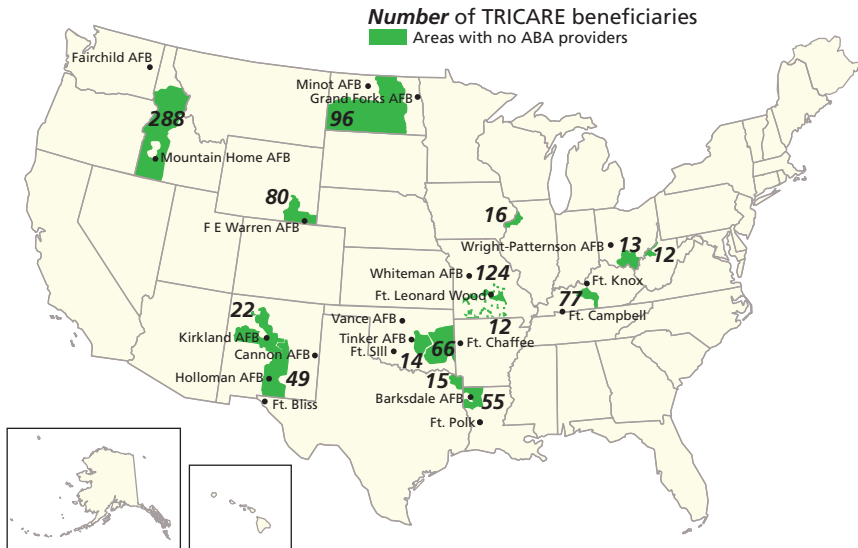 Number of TRICARE beneficiaries
Areas with no ABA providers
Fairchild AFB
Minot AFB
Grand Forks AFB
288
96
Mountain Home AFB
80
F E Warren AFB
16
Wright-Patternson AFB
13
12
Whiteman AFB
124
Ft. Knox
Ft. Leonard Wood
77
Ft. Campbell
22
Vance AFB
12
Kirkland AFB
Tinker AFB
Ft. Chaffee
Cannon AFB
Ft. SIll
14
66
Holloman AFB
49
15
Barksdale AFB
55
Ft. Bliss
Ft. Polk